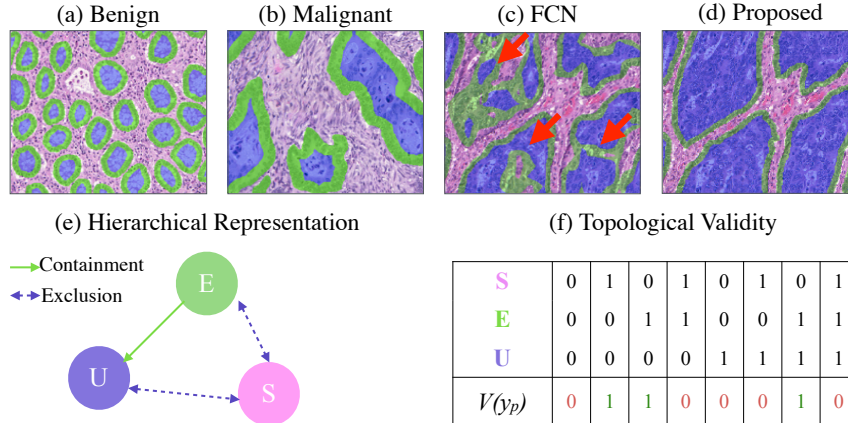 (a) Benign (b) Malignant (c) FCN (d) Proposed
(e) Hierarchical Representation (f) Topological Validity
Containment
Exclusion
E
U
S
S 0 1 0 1 0 1 0 1
E 0 0 1 1 0 0 1 1
U 0 0 0 0 1 1 1 1
V(yp) 0 1 1 0 0 0 1 0